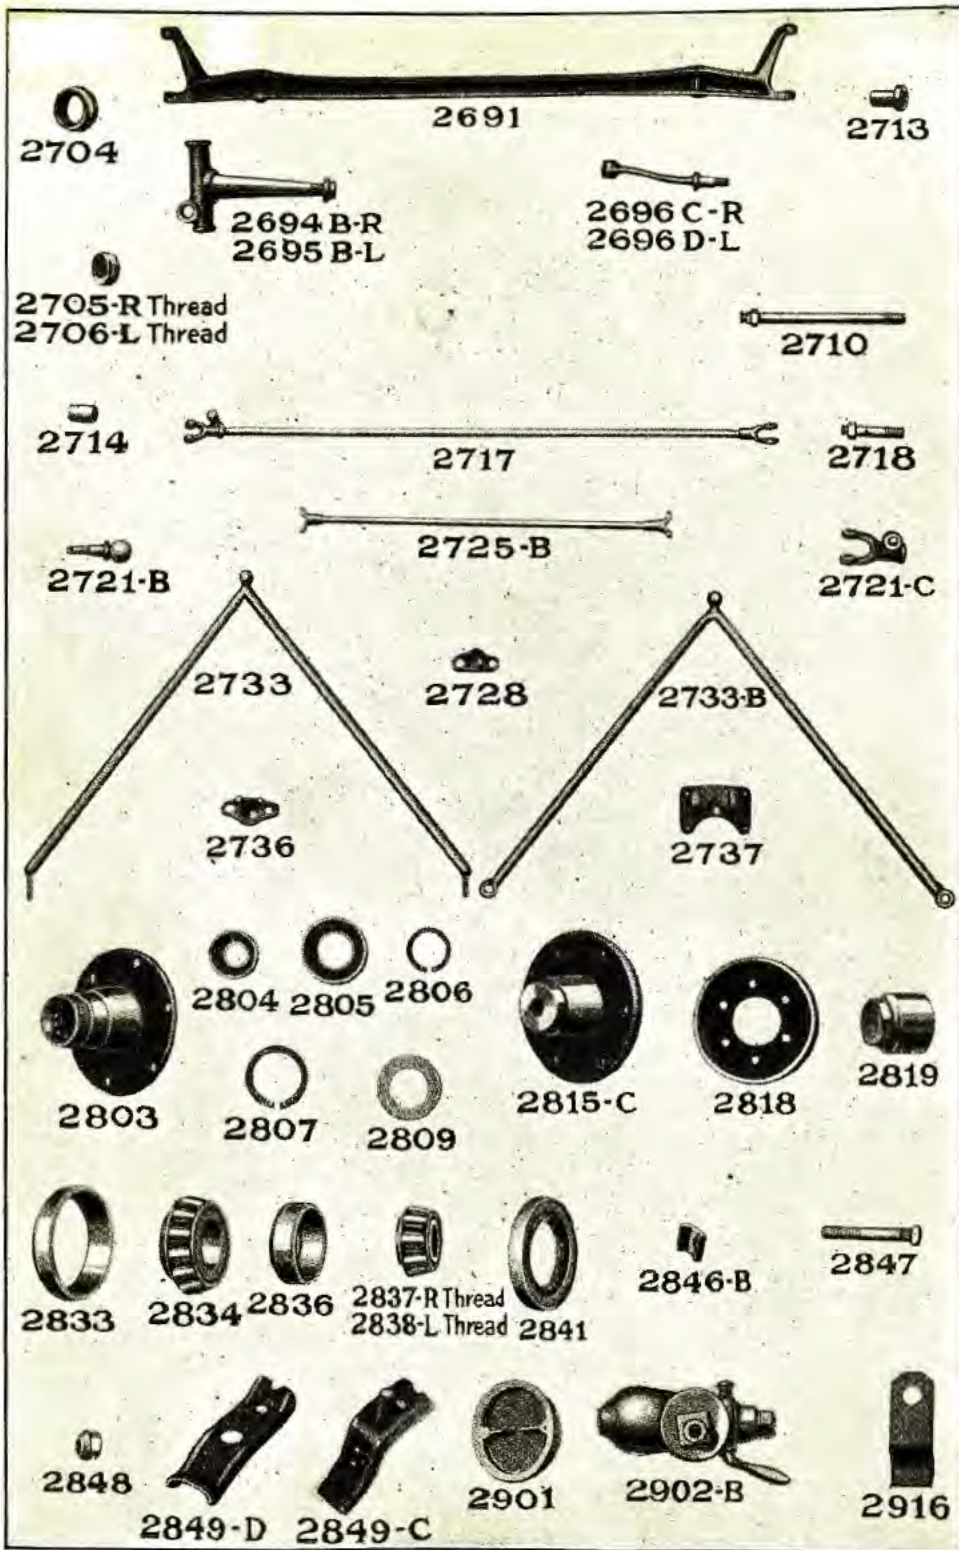 2691
2704
2713
2694 B-R
2695 B-L
2696 C-R
2696 D-L
2705-R Thread
2706-L Thread
2710
2714
2717
2718
2725-B
2721-B
2721-C
2733
2728
2733-B
2736
2737
2804
2805
2806
2803
2807
2809
2815-C
2818
2819
2833
2834
2836
2837-R Thread
2838-L Thread
2841
2846-B
2847
2848
2849-D
2849-C
2901
2902-B
2916